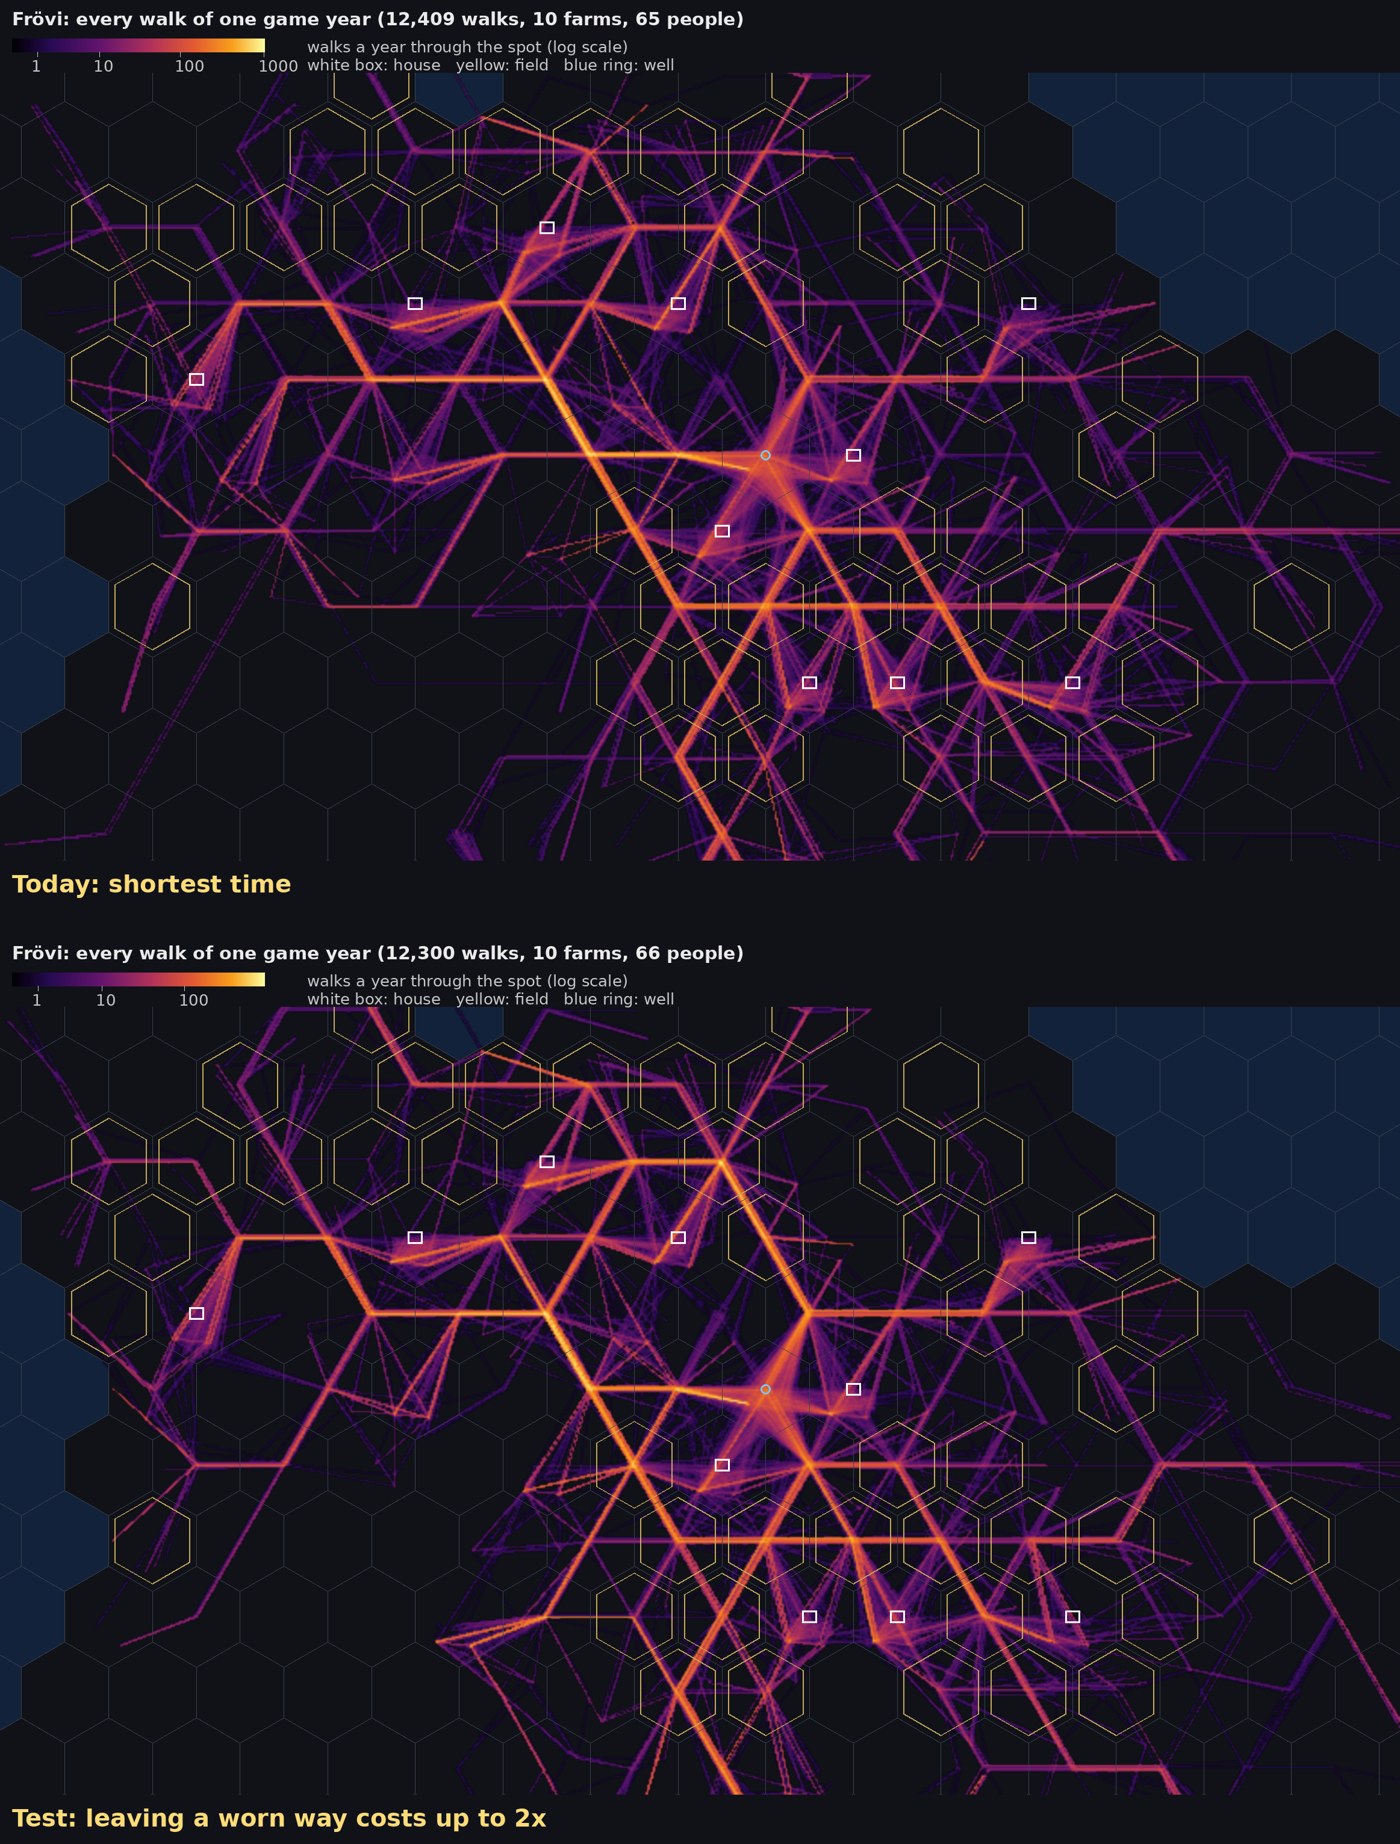 Frövi: every walk of one game year (12,409 walks, 10 farms, 65 people)
walks a year through the spot (log scale)
1 10 100 1000 white box: house yellow: field blue ring: well
Today: shortest time
Frövi: every walk of one game year (12,300 walks, 10 farms, 66 people)
walks a year through the spot (log scale)
1 10 100 white box: house yellow: field blue ring: well
Test: leaving a worn way costs up to 2x